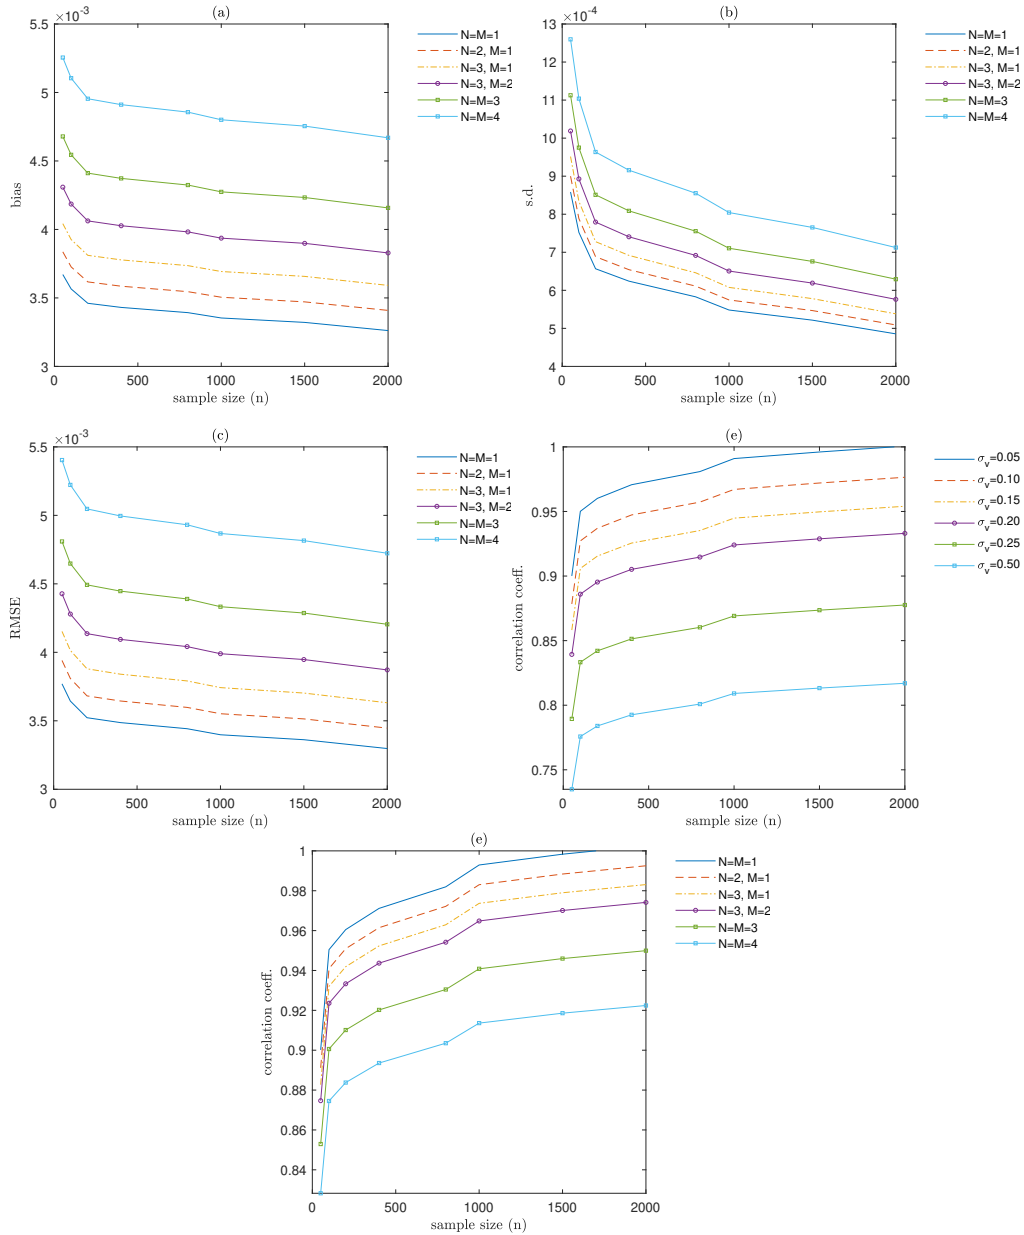 (a)
×10⁻³
5.5
5
4.5
4
3.5
3
bias
0
500
1000
1500
2000
sample size (n)
N=M=1
N=2, M=1
N=3, M=1
N=3, M=2
N=M=3
N=M=4
(b)
×10⁻⁴
13
12
11
10
9
8
7
6
5
4
s.d.
0
500
1000
1500
2000
sample size (n)
N=M=1
N=2, M=1
N=3, M=1
N=3, M=2
N=M=3
N=M=4
(c)
×10⁻³
5.5
5
4.5
4
3.5
3
RMSE
0
500
1000
1500
2000
sample size (n)
N=M=1
N=2, M=1
N=3, M=1
N=3, M=2
N=M=3
N=M=4
(e)
1
0.95
0.9
0.85
0.8
0.75
correlation coeff.
0
500
1000
1500
2000
sample size (n)
σᵥ=0.05
σᵥ=0.10
σᵥ=0.15
σᵥ=0.20
σᵥ=0.25
σᵥ=0.50
(e)
1
0.98
0.96
0.94
0.92
0.9
0.88
0.86
0.84
correlation coeff.
0
500
1000
1500
2000
sample size (n)
N=M=1
N=2, M=1
N=3, M=1
N=3, M=2
N=M=3
N=M=4